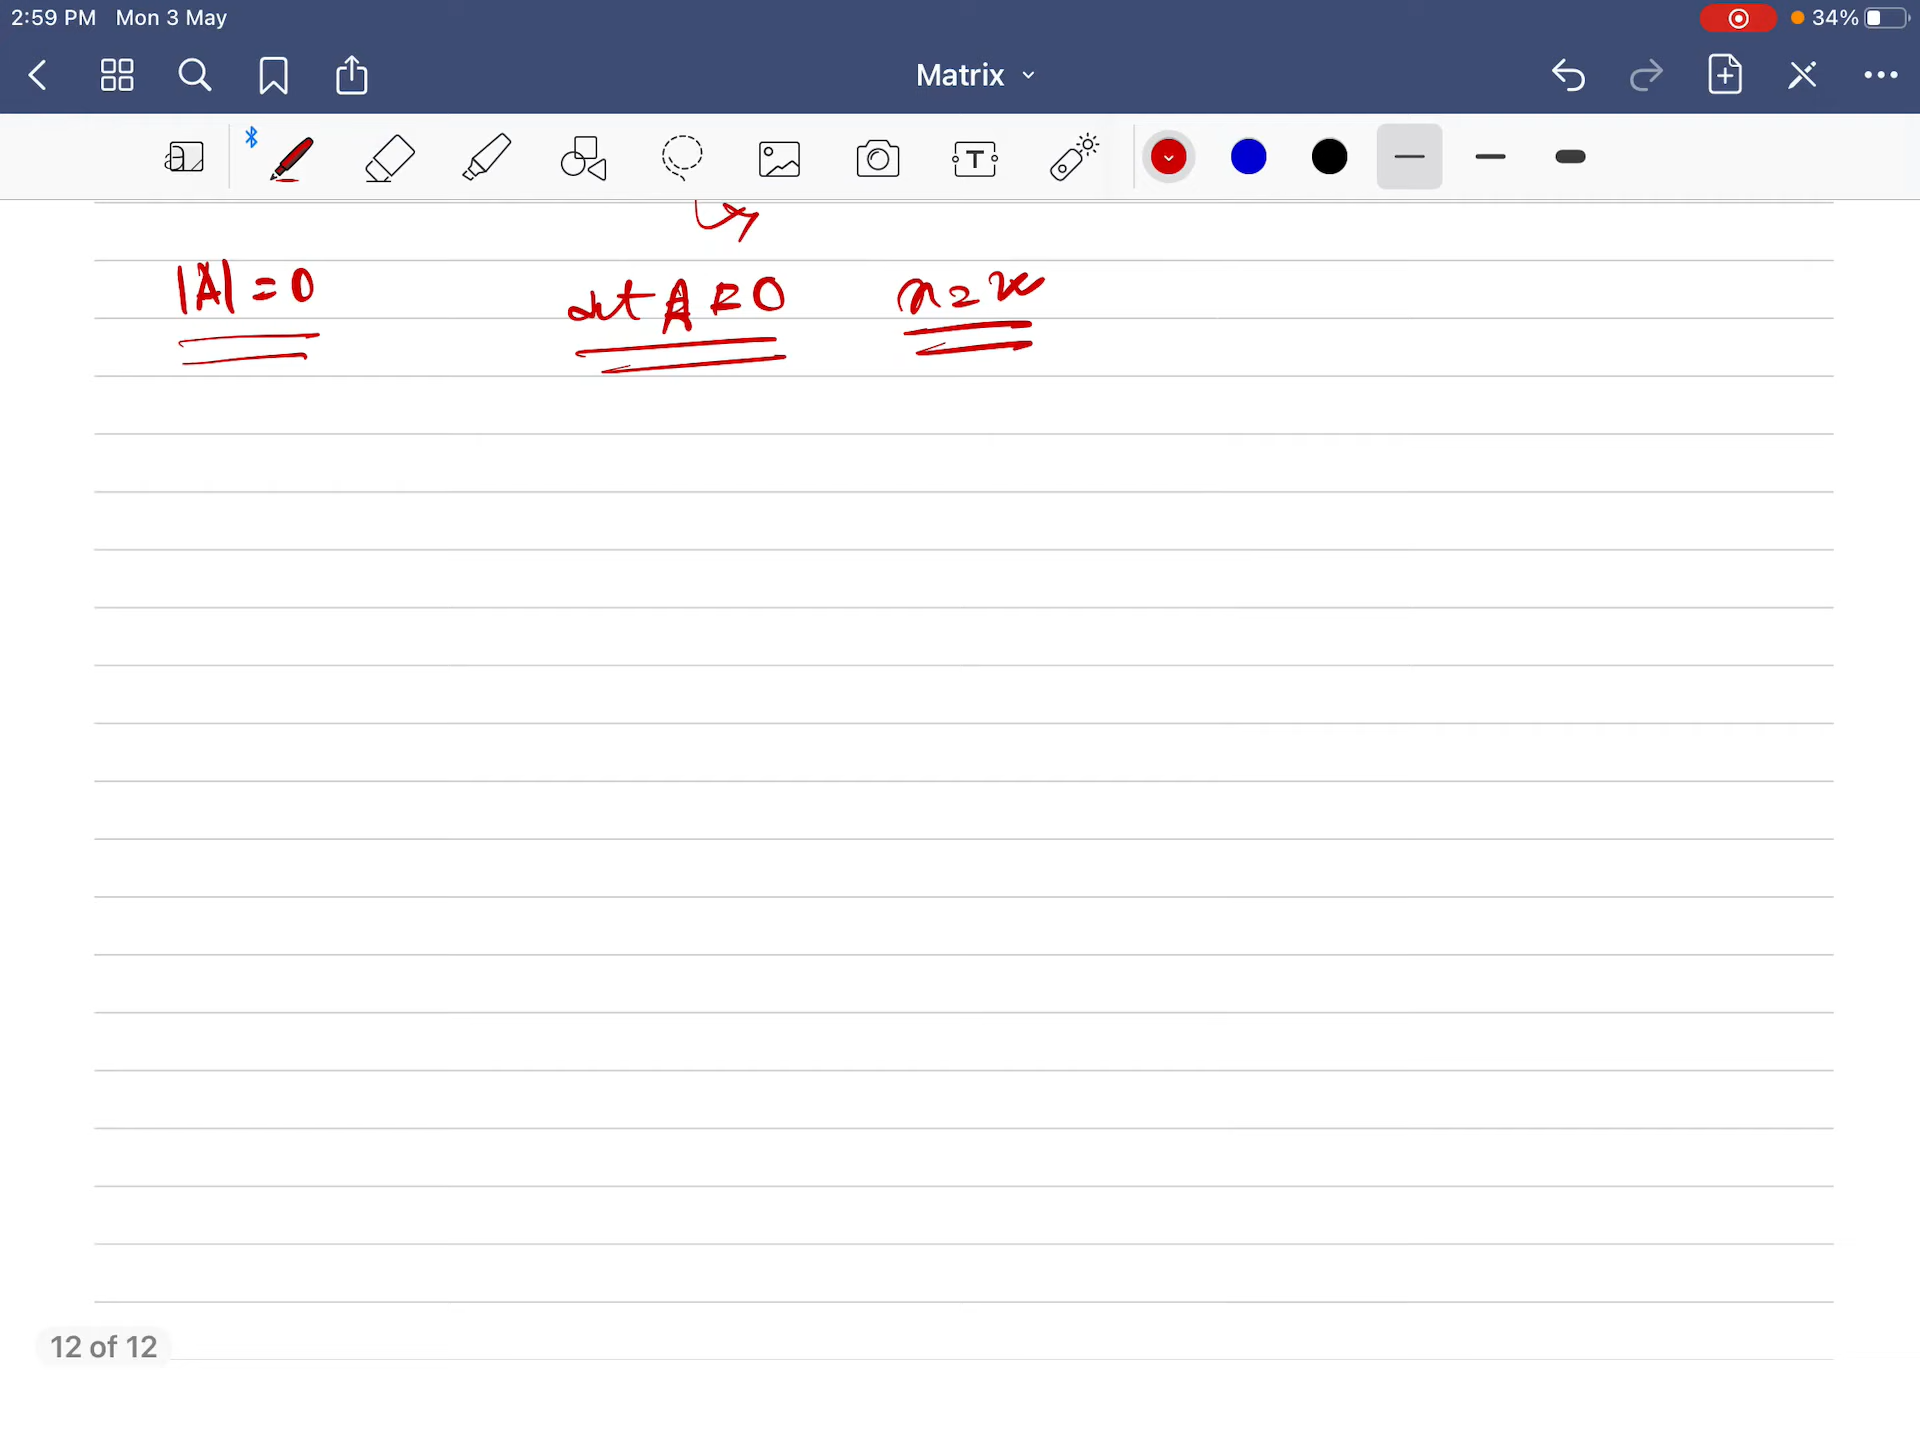 2:59 PM Mon 3 May
34%
Matrix
T
|A| = 0 det A = 0
12 of 12